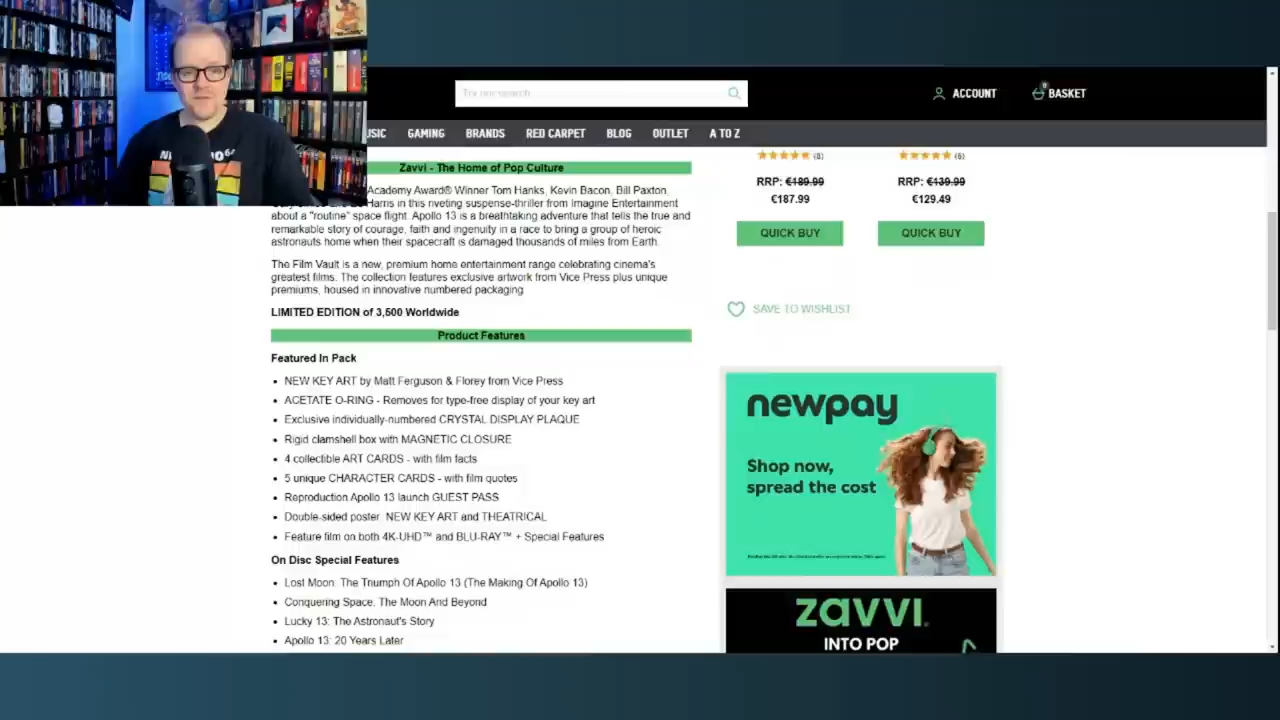 Try our search
ACCOUNT
BASKET
USIC GAMING BRANDS RED CARPET BLOG OUTLET A TO Z
Zavvi - The Home of Pop Culture
Academy Award® Winner Tom Hanks, Kevin Bacon, Bill Paxton,
Harris in this riveting suspense-thriller from Imagine Entertainment
about a "routine" space flight. Apollo 13 is a breathtaking adventure that tells the true and
remarkable story of courage, faith and ingenuity in a race to bring a group of heroic
astronauts home when their spacecraft is damaged thousands of miles from Earth.
The Film Vault is a new, premium home entertainment range celebrating cinema's
greatest films. The collection features exclusive artwork from Vice Press plus unique
premiums, housed in innovative numbered packaging
LIMITED EDITION of 3,500 Worldwide
Product Features
Featured In Pack
NEW KEY ART by Matt Ferguson & Florey from Vice Press
ACETATE O-RING - Removes for type-free display of your key art
Exclusive individually-numbered CRYSTAL DISPLAY PLAQUE
Rigid clamshell box with MAGNETIC CLOSURE
4 collectible ART CARDS - with film facts
5 unique CHARACTER CARDS - with film quotes
Reproduction Apollo 13 launch GUEST PASS
Double-sided poster NEW KEY ART and THEATRICAL
Feature film on both 4K-UHD™ and BLU-RAY™ + Special Features
On Disc Special Features
Lost Moon: The Triumph Of Apollo 13 (The Making Of Apollo 13)
Conquering Space: The Moon And Beyond
Lucky 13: The Astronaut's Story
Apollo 13: 20 Years Later
(8)
RRP: €189.99
€187.99
QUICK BUY
(6)
RRP: €139.99
€129.49
QUICK BUY
SAVE TO WISHLIST
newpay
Shop now,
spread the cost
zavvi.
INTO POP